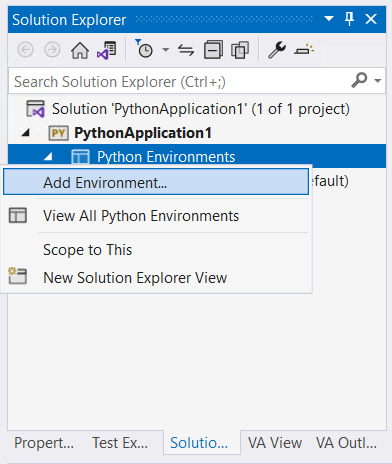 Solution Explorer
Search Solution Explorer (Ctrl+;)
Solution 'PythonApplication1' (1 of 1 project)
PY PythonApplication1
Python Environments
Add Environment...
efault)
View All Python Environments
Scope to This
New Solution Explorer View
Propert... Test Ex... Solutio... VA View VA Outl...